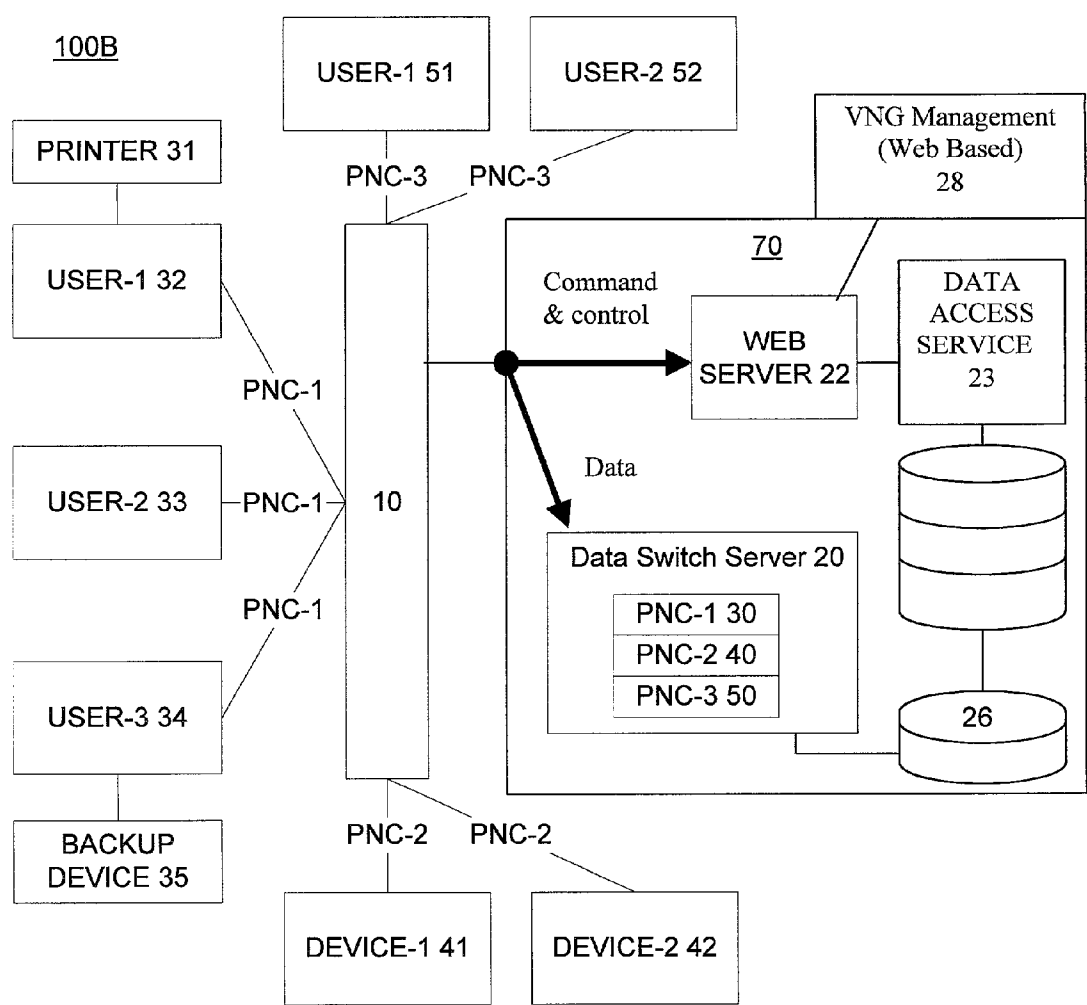 100B
USER-1 51
USER-2 52
VNG Management
(Web Based)
28
PRINTER 31
PNC-3
PNC-3
USER-1 32
70
Command
& control
DATA
ACCESS
SERVICE
23
WEB
SERVER 22
PNC-1
Data
USER-2 33
PNC-1
10
Data Switch Server 20
PNC-1
PNC-1 30
PNC-2 40
PNC-3 50
USER-3 34
26
PNC-2
PNC-2
BACKUP
DEVICE 35
DEVICE-1 41
DEVICE-2 42